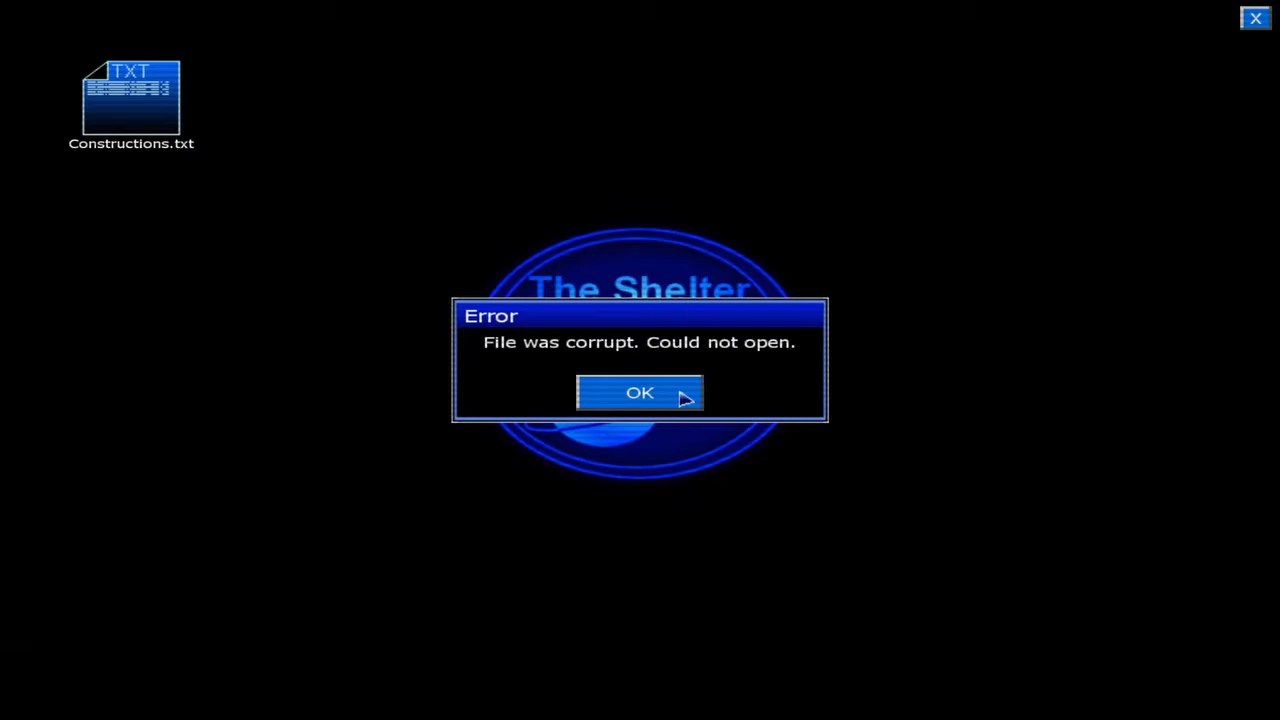 X
TXT
Constructions.txt
The Shelter
Error
File was corrupt. Could not open.
OK